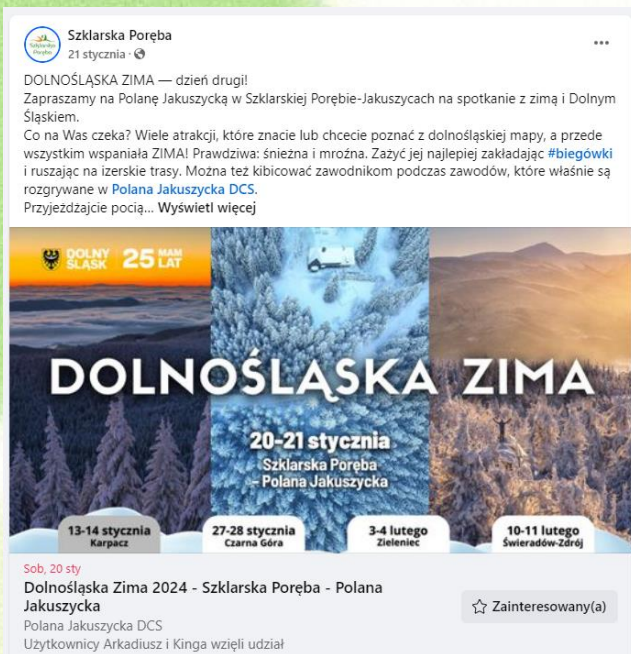 Szklarska Poręba
21 stycznia ·
DOLNOŚLĄSKA ZIMA — dzień drugi!
Zapraszamy na Polanę Jakuszycką w Szklarskiej Porębie-Jakuszycach na spotkanie z zimą i Dolnym
Śląskiem.
Co na Was czeka? Wiele atrakcji, które znacie lub chcecie poznać z dolnośląskiej mapy, a przede
wszystkim wspaniała ZIMA! Prawdziwa: śnieżna i mroźna. Zażyć jej najlepiej zakładając #biegówki
i ruszając na izerskie trasy. Można też kibicować zawodnikom podczas zawodów, które właśnie są
rozgrywane w Polana Jakuszycka DCS.
Przyjeżdżajcie pocią... Wyświetl więcej
DOLNY
ŚLĄSK
25 MAM
LAT
DOLNOŚLĄSKA ZIMA
20-21 stycznia
Szklarska Poręba
- Polana Jakuszycka
13-14 stycznia
Karpacz
27-28 stycznia
Czarna Góra
3-4 lutego
Zieleniec
10-11 lutego
Świeradów-Zdrój
Sob, 20 sty
Dolnośląska Zima 2024 - Szklarska Poręba - Polana
Jakuszycka
Polana Jakuszycka DCS
Użytkownicy Arkadiusz i Kinga wzięli udział
Zainteresowany(a)